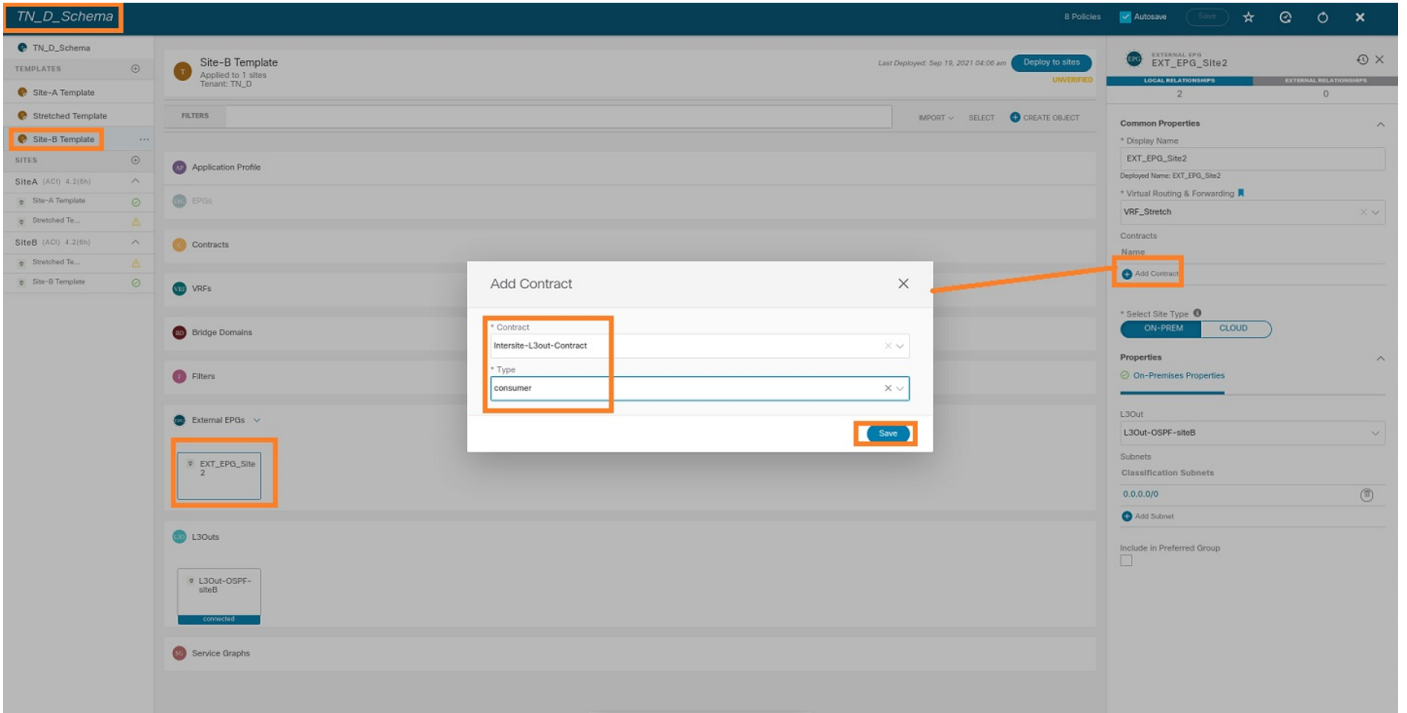 TN_D_Schema
8 Policies
Autosave
Save
TN_D_Schema
TEMPLATES
Site-A Template
Stretched Template
Site-B Template
SITES
SiteA (ACI) 4.2(6h)
Site-A Template
Stretched Te...
SiteB (ACI) 4.2(6h)
Stretched Te...
Site-B Template
T
Site-B Template
Applied to 1 sites
Tenant: TN_D
Last Deployed: Sep 19, 2021 04:06 am
Deploy to sites
UNVERIFIED
FILTERS
IMPORT
SELECT
CREATE OBJECT
AP
Application Profile
EPGs
C
Contracts
VRF
VRFs
BD
Bridge Domains
F
Filters
EPG
External EPGs
EXT_EPG_Site
2
L3O
L3Outs
L3Out-OSPF-
siteB
connected
SG
Service Graphs
Add Contract
* Contract
Intersite-L3out-Contract
* Type
consumer
Save
EPG
EXTERNAL EPG
EXT_EPG_Site2
LOCAL RELATIONSHIPS
2
EXTERNAL RELATIONSHIPS
0
Common Properties
* Display Name
EXT_EPG_Site2
Deployed Name: EXT_EPG_Site2
* Virtual Routing & Forwarding
VRF_Stretch
Contracts
Name
Add Contract
* Select Site Type
ON-PREM
CLOUD
Properties
On-Premises Properties
L3Out
L3Out-OSPF-siteB
Subnets
Classification Subnets
0.0.0.0/0
Add Subnet
Include in Preferred Group